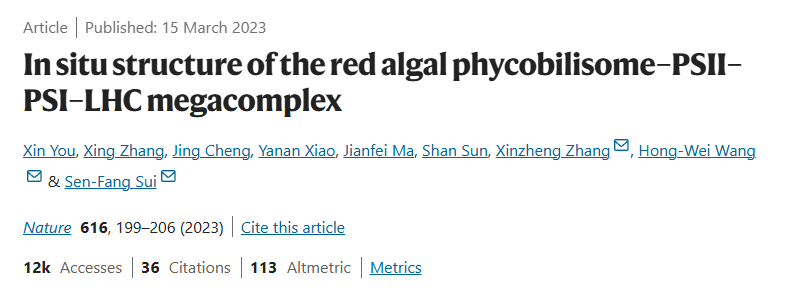 Article | Published: 15 March 2023
In situ structure of the red algal phycobilisome–PSII–
PSI–LHC megacomplex
Xin You, Xing Zhang, Jing Cheng, Yanan Xiao, Jianfei Ma, Shan Sun, Xinzheng Zhang, Hong-Wei Wang
& Sen-Fang Sui
Nature 616, 199–206 (2023) | Cite this article
12k Accesses | 36 Citations | 113 Altmetric | Metrics